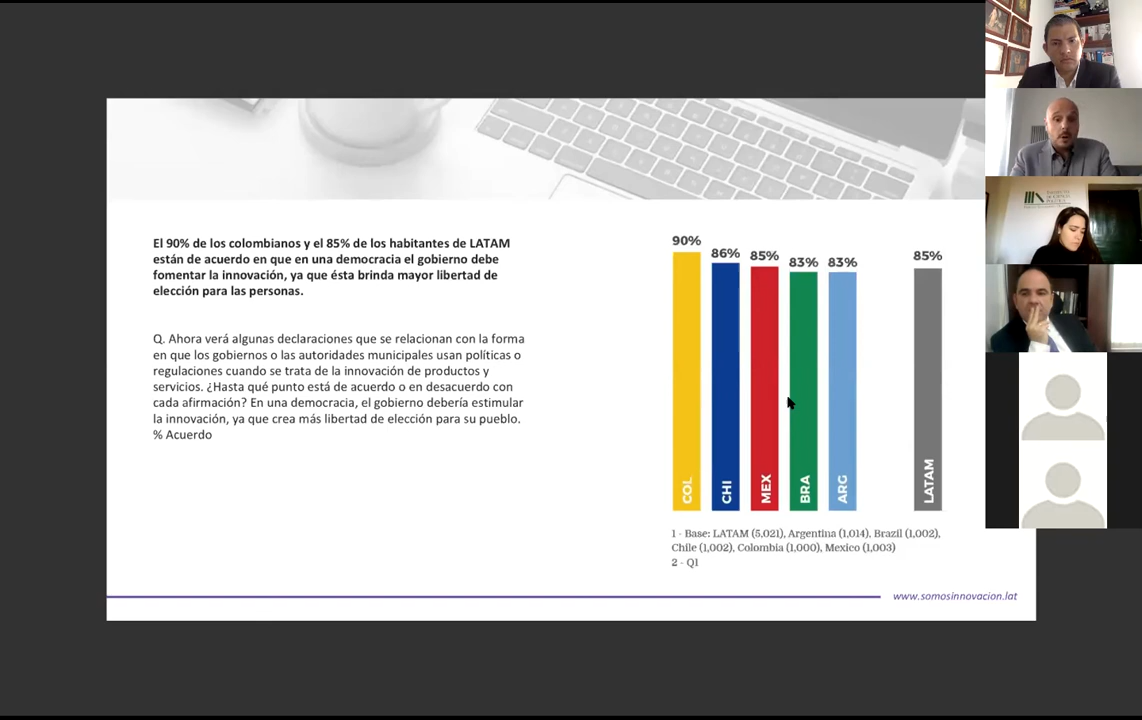 El 90% de los colombianos y el 85% de los habitantes de LATAM
están de acuerdo en que en una democracia el gobierno debe
fomentar la innovación, ya que ésta brinda mayor libertad de
elección para las personas.
Q. Ahora verá algunas declaraciones que se relacionan con la forma
en que los gobiernos o las autoridades municipales usan políticas o
regulaciones cuando se trata de la innovación de productos y
servicios. ¿Hasta qué punto está de acuerdo o en desacuerdo con
cada afirmación? En una democracia, el gobierno debería estimular
la innovación, ya que crea más libertad de elección para su pueblo.
% Acuerdo
90%
86%
85%
83%
83%
85%
COL
CHI
MEX
BRA
ARG
LATAM
1 - Base: LATAM (5,021), Argentina (1,014), Brazil (1,002),
Chile (1,002), Colombia (1,000), Mexico (1,003)
2 - Q1
www.somosinnovacion.lat